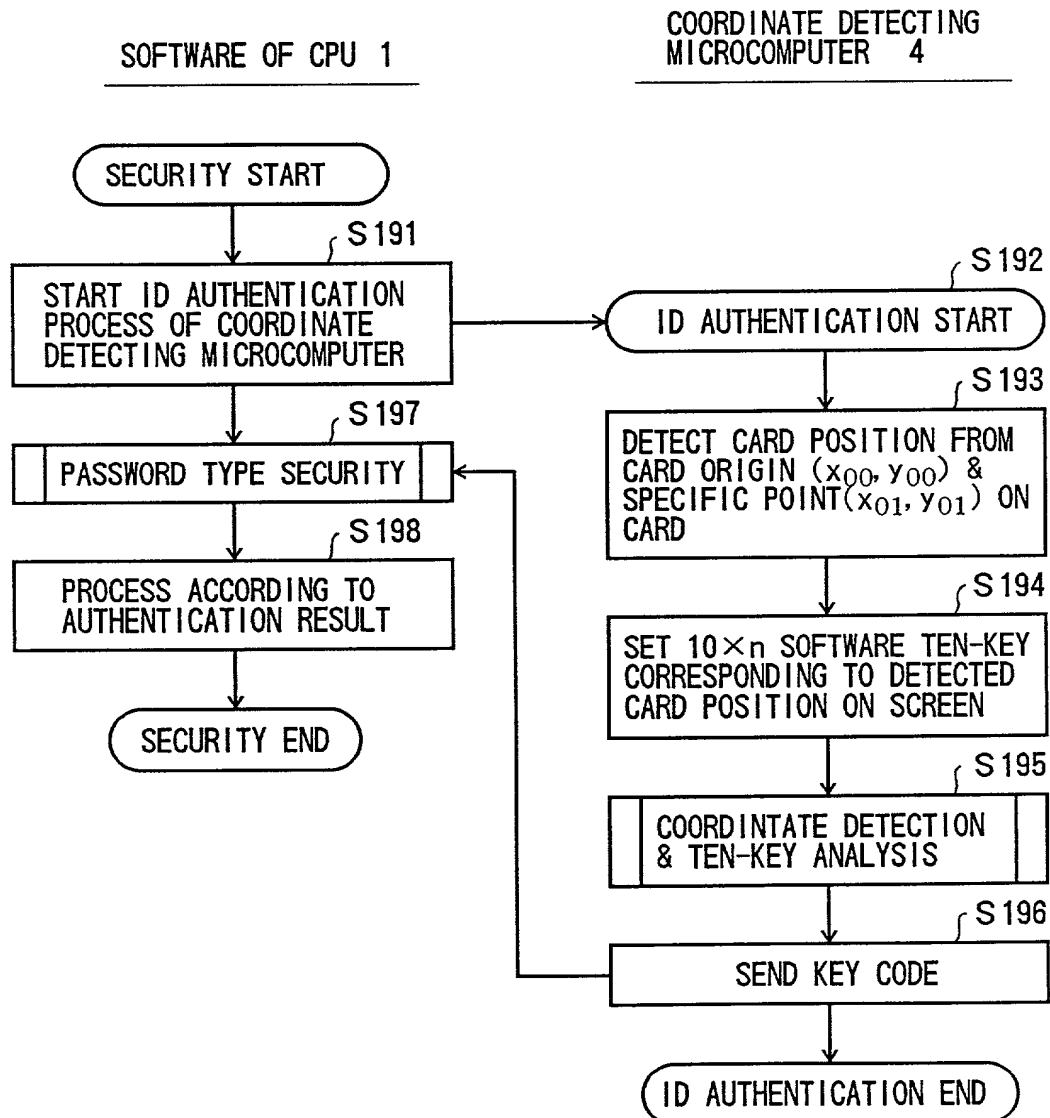 SOFTWARE OF CPU 1
SECURITY START
S191
START ID AUTHENTICATION
PROCESS OF COORDINATE
DETECTING MICROCOMPUTER
S197
PASSWORD TYPE SECURITY
S198
PROCESS ACCORDING TO
AUTHENTICATION RESULT
SECURITY END
COORDINATE DETECTING
MICROCOMPUTER 4
S192
ID AUTHENTICATION START
S193
DETECT CARD POSITION FROM
CARD ORIGIN (x00, y00) &
SPECIFIC POINT(x01, y01) ON
CARD
S194
SET 10×n SOFTWARE TEN-KEY
CORRESPONDING TO DETECTED
CARD POSITION ON SCREEN
S195
COORDINTATE DETECTION
& TEN-KEY ANALYSIS
S196
SEND KEY CODE
ID AUTHENTICATION END